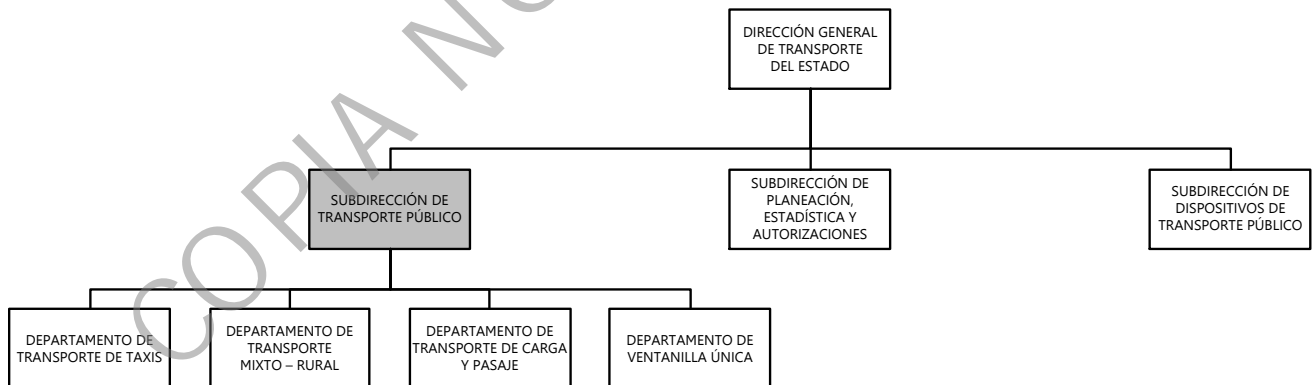 DIRECCIÓN GENERAL
DE TRANSPORTE
DEL ESTADO
SUBDIRECCIÓN DE
TRANSPORTE PÚBLICO
SUBDIRECCIÓN DE
PLANEACIÓN,
ESTADÍSTICA Y
AUTORIZACIONES
SUBDIRECCIÓN DE
DISPOSITIVOS DE
TRANSPORTE PÚBLICO
DEPARTAMENTO DE
TRANSPORTE DE TAXIS
DEPARTAMENTO DE
TRANSPORTE
MIXTO – RURAL
DEPARTAMENTO DE
TRANSPORTE DE CARGA
Y PASAJE
DEPARTAMENTO DE
VENTANILLA ÚNICA
COPIA